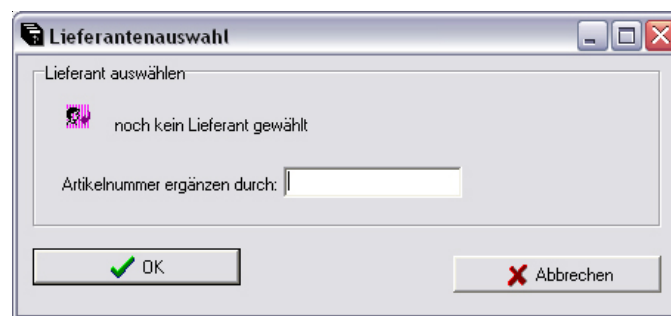 Lieferantenauswahl
Lieferant auswählen
noch kein Lieferant gewählt
Artikelnummer ergänzen durch:
OK
Abbrechen